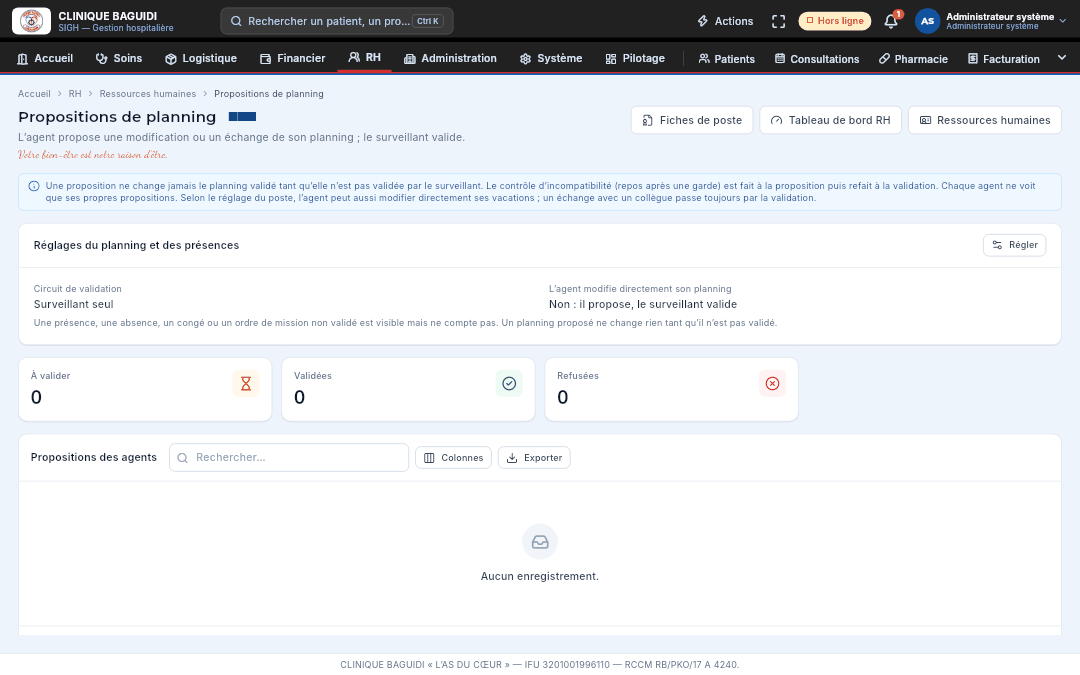 CLINIQUE BAGUIDI
SIGH — Gestion hospitalière
Rechercher un patient, un pro... Ctrl K
Actions
Hors ligne
1
AS
Administrateur système
Administrateur système
Accueil
Soins
Logistique
Financier
RH
Administration
Système
Pilotage
Patients
Consultations
Pharmacie
Facturation
Accueil > RH > Ressources humaines > Propositions de planning
Propositions de planning
L'agent propose une modification ou un échange de son planning ; le surveillant valide.
Votre bien-être est notre raison d'être.
Fiches de poste
Tableau de bord RH
Ressources humaines
Une proposition ne change jamais le planning validé tant qu'elle n'est pas validée par le surveillant. Le contrôle d'incompatibilité (repos après une garde) est fait à la proposition puis refait à la validation. Chaque agent ne voit
que ses propres propositions. Selon le réglage du poste, l'agent peut aussi modifier directement ses vacations ; un échange avec un collègue passe toujours par la validation.
Réglages du planning et des présences
Régler
Circuit de validation
Surveillant seul
L'agent modifie directement son planning
Non : il propose, le surveillant valide
Une présence, une absence, un congé ou un ordre de mission non validé est visible mais ne compte pas. Un planning proposé ne change rien tant qu'il n'est pas validé.
À valider
0
Validées
0
Refusées
0
Propositions des agents
Rechercher...
Colonnes
Exporter
Aucun enregistrement.
CLINIQUE BAGUIDI « L'AS DU CŒUR » — IFU 3201001996110 — RCCM RB/PKO/17 A 4240.